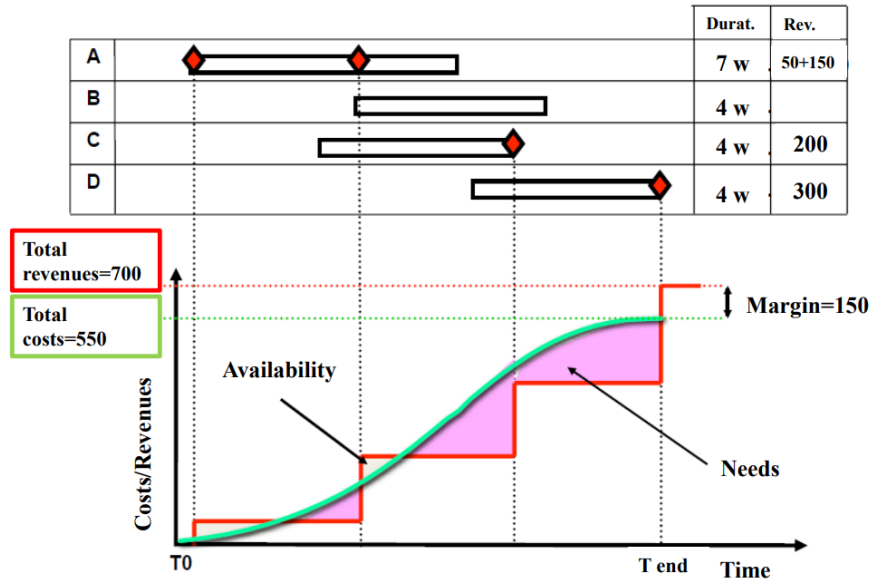 Durat. Rev.
A 7 w 50+150
B 4 w
C 4 w 200
D 4 w 300
Total
revenues=700
Total
costs=550
Margin=150
Availability
Needs
Costs/Revenues
T0
T end
Time